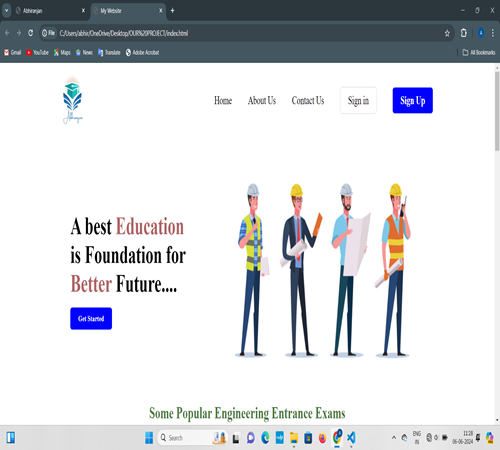 Abhiranjan
My Website
File C:/Users/abhir/OneDrive/Desktop/OUR%20PROJECT/index.html
Gmail YouTube Maps News Translate Adobe Acrobat All Bookmarks
Home About Us Contact Us Sign in Sign Up
A best Education
is Foundation for
Better Future....
Get Started
Some Popular Engineering Entrance Exams
Search
ENG
IN
11:28
06-06-2024